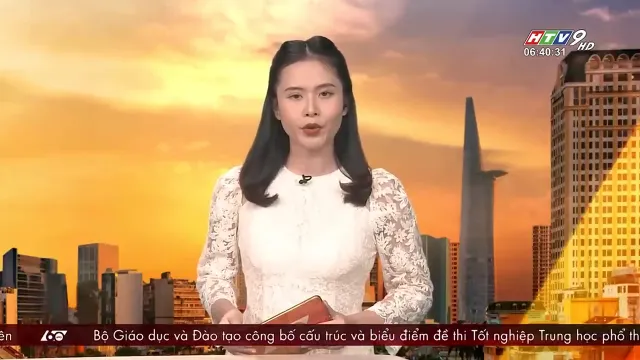 HTV9 HD
06:40:31
ên 60 Bộ Giáo dục và Đào tạo công bố cấu trúc và biểu điểm đề thi Tốt nghiệp Trung học phổ th